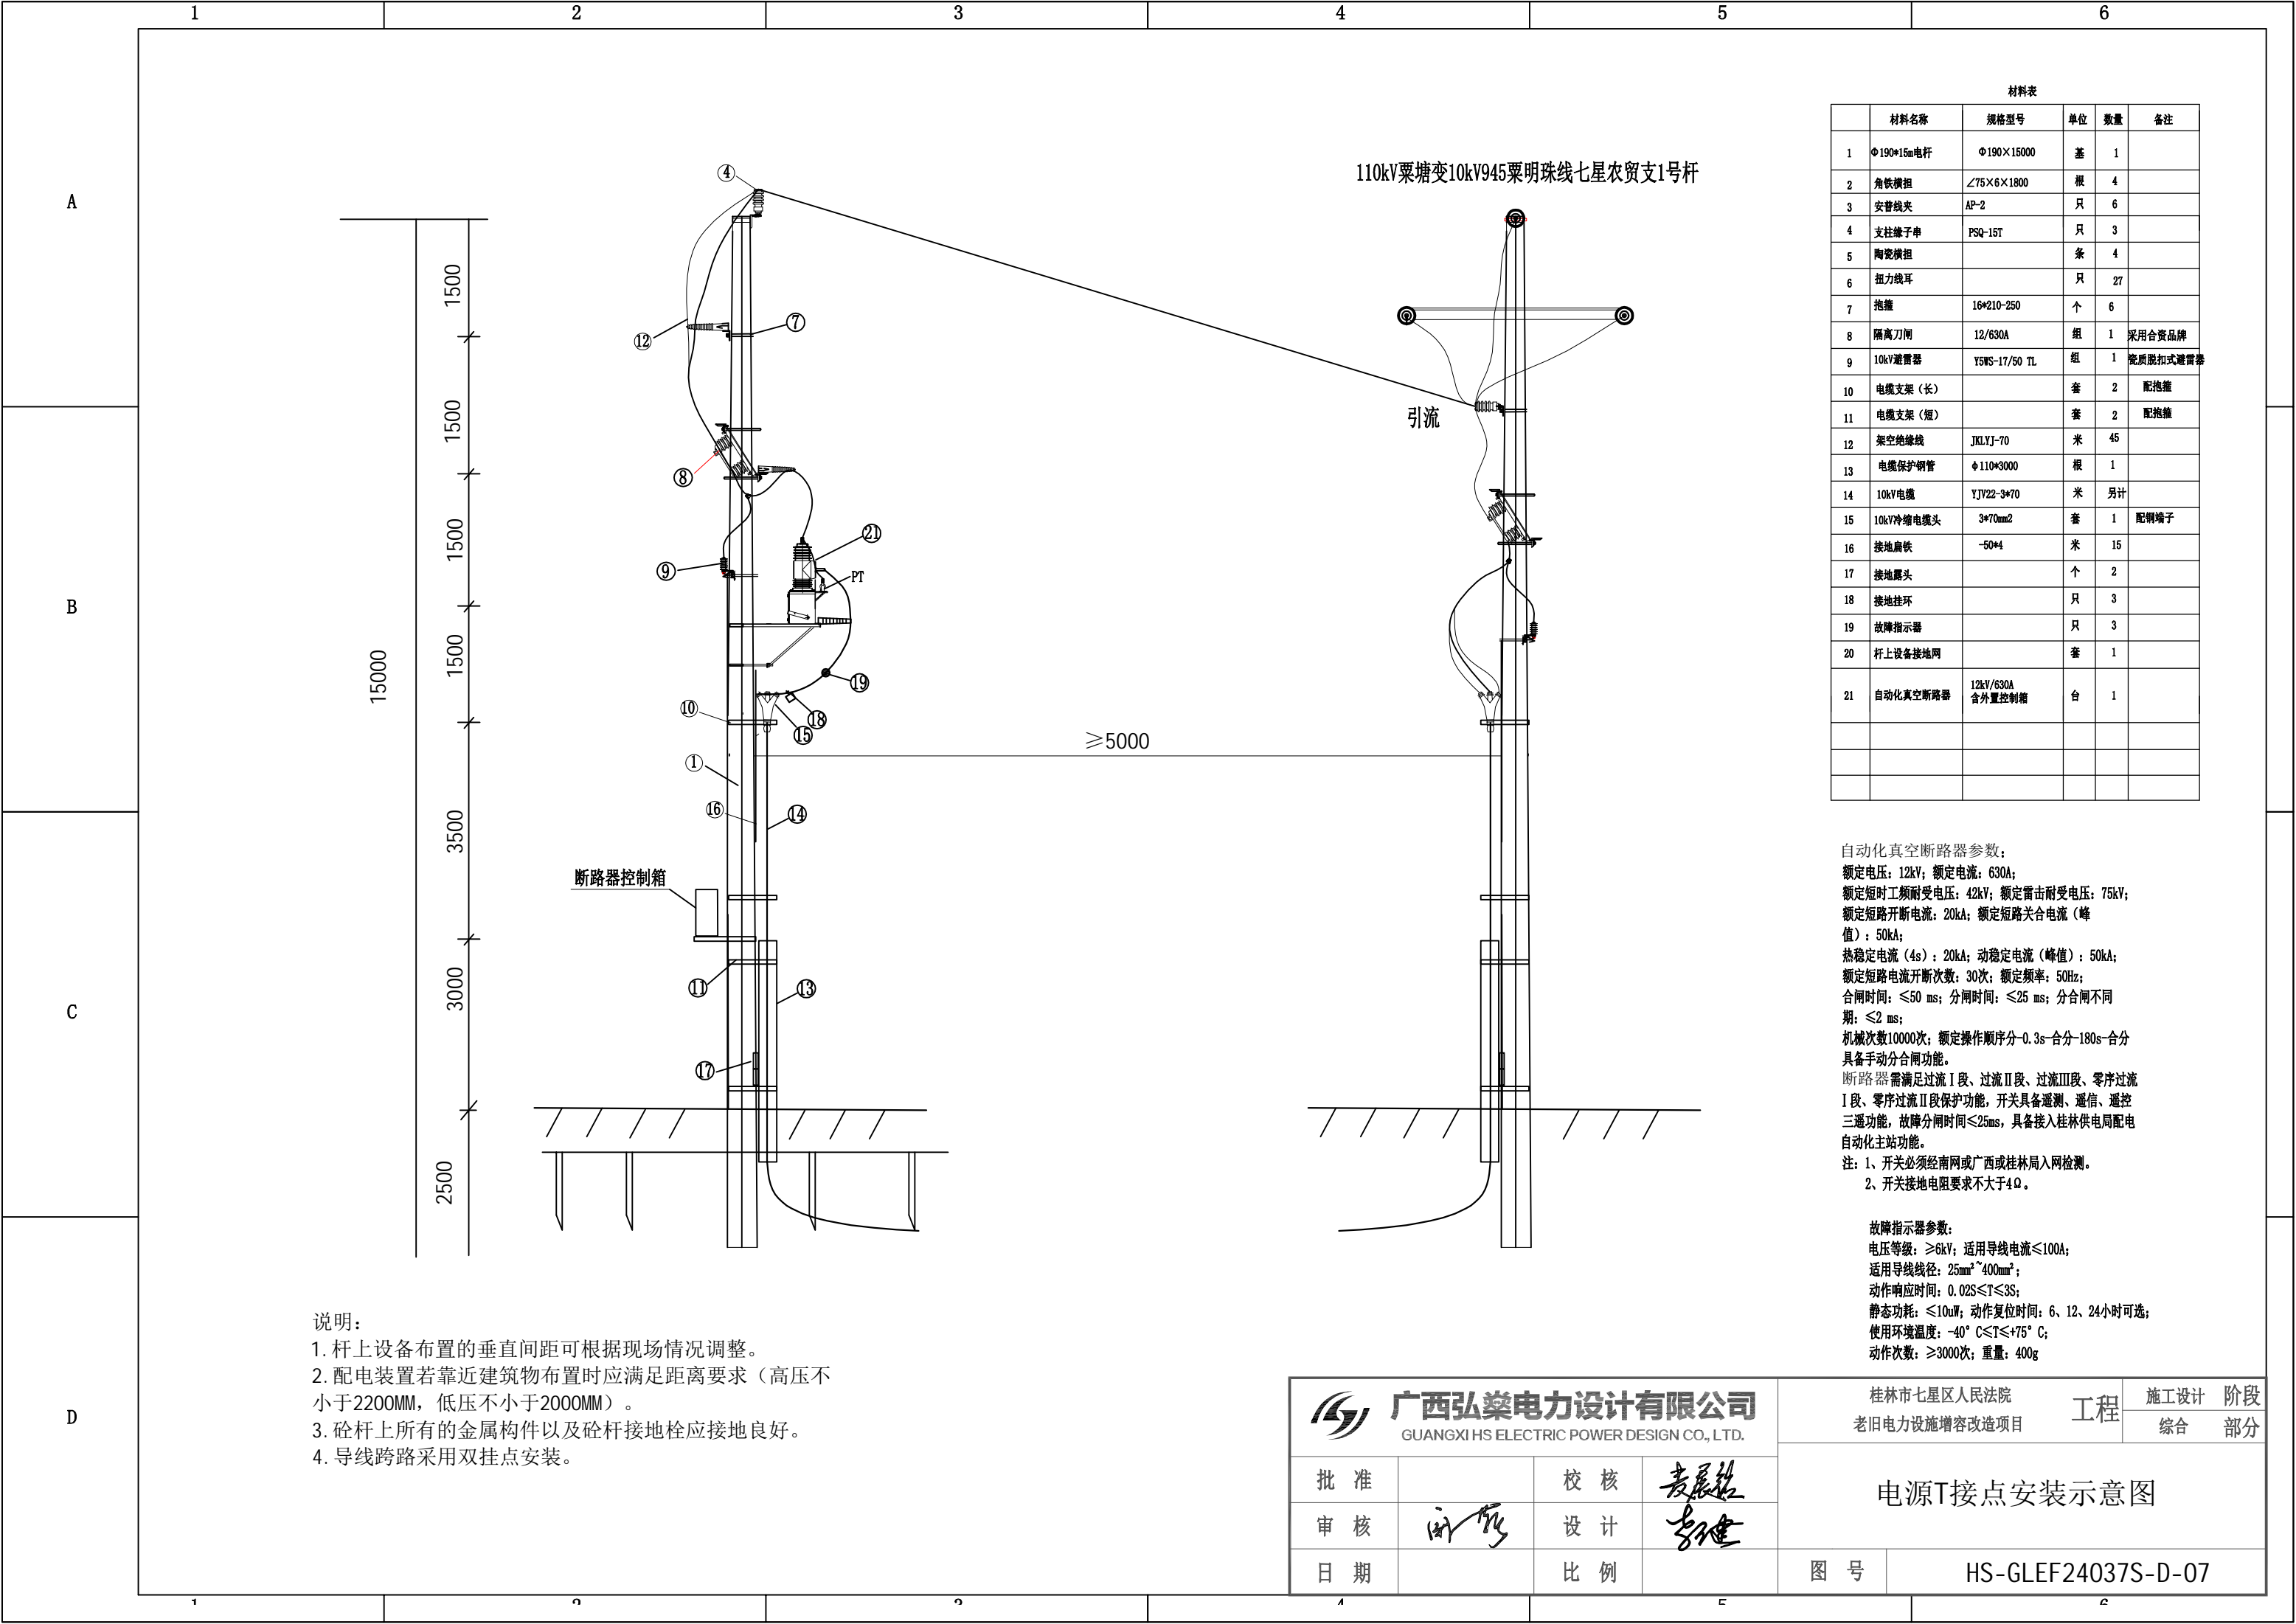 1 2 3 4 5 6
A
B
C
D
110kV粟塘变10kV945粟明珠线七星农贸支1号杆
④
⑦
⑫
⑧
㉑
⑨
PT
⑲
⑩
⑱
⑮
①
⑯
⑭
断路器控制箱
⑪
⑬
⑰
引流
≥5000
15000
1500
1500
1500
1500
3500
3000
2500
材料表
材料名称 规格型号 单位 数量 备注
1 Φ190*15m电杆 Φ190×15000 基 1
2 角铁横担 ∠75×6×1800 根 4
3 安普线夹 AP-2 只 6
4 支柱缘子串 PSQ-15T 只 3
5 陶瓷横担 条 4
6 扭力线耳 只 27
7 抱箍 16*210-250 个 6
8 隔离刀闸 12/630A 组 1 采用合资品牌
9 10kV避雷器 Y5WS-17/50 TL 组 1 瓷质脱扣式避雷器
10 电缆支架（长） 套 2 配抱箍
11 电缆支架（短） 套 2 配抱箍
12 架空绝缘线 JKLYJ-70 米 45
13 电缆保护钢管 φ110*3000 根 1
14 10kV电缆 YJV22-3*70 米 另计
15 10kV冷缩电缆头 3*70mm2 套 1 配铜端子
16 接地扁铁 -50*4 米 15
17 接地露头 个 2
18 接地挂环 只 3
19 故障指示器 只 3
20 杆上设备接地网 套 1
21 自动化真空断路器 12kV/630A 含外置控制箱 台 1
自动化真空断路器参数：
额定电压：12kV；额定电流：630A；
额定短时工频耐受电压：42kV；额定雷击耐受电压：75kV；
额定短路开断电流：20kA；额定短路关合电流（峰
值）：50kA；
热稳定电流（4s）：20kA；动稳定电流（峰值）：50kA；
额定短路电流开断次数：30次；额定频率：50Hz；
合闸时间：≤50 ms；分闸时间：≤25 ms；分合闸不同
期：≤2 ms；
机械次数10000次；额定操作顺序分-0.3s-合分-180s-合分
具备手动分合闸功能。
断路器需满足过流Ⅰ段、过流Ⅱ段、过流Ⅲ段、零序过流
Ⅰ段、零序过流Ⅱ段保护功能，开关具备遥测、遥信、遥控
三遥功能，故障分闸时间≤25ms，具备接入桂林供电局配电
自动化主站功能。
注：1、开关必须经南网或广西或桂林局入网检测。
2、开关接地电阻要求不大于4Ω。
故障指示器参数：
电压等级：≥6kV；适用导线电流≤100A；
适用导线线径：25mm²~400mm²；
动作响应时间：0.02S≤T≤3S；
静态功耗：≤10uW；动作复位时间：6、12、24小时可选；
使用环境温度：-40°C≤T≤+75°C；
动作次数：≥3000次；重量：400g
说明：
1.杆上设备布置的垂直间距可根据现场情况调整。
2.配电装置若靠近建筑物布置时应满足距离要求（高压不
小于2200MM，低压不小于2000MM）。
3.砼杆上所有的金属构件以及砼杆接地栓应接地良好。
4.导线跨路采用双挂点安装。
广西弘燊电力设计有限公司
GUANGXI HS ELECTRIC POWER DESIGN CO., LTD.
桂林市七星区人民法院
老旧电力设施增容改造项目
工程
施工设计 阶段
综合 部分
批 准 校 核
审 核 设 计
日 期 比 例
电源T接点安装示意图
图 号 HS-GLEF24037S-D-07
1 2 3 4 5 6